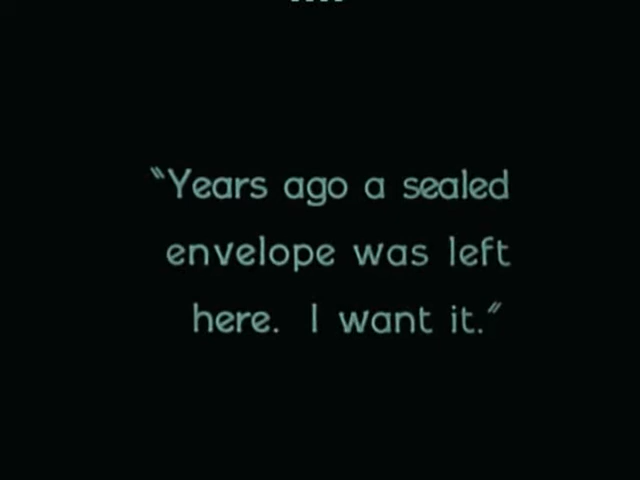 "Years ago a sealed
envelope was left
here. I want it."